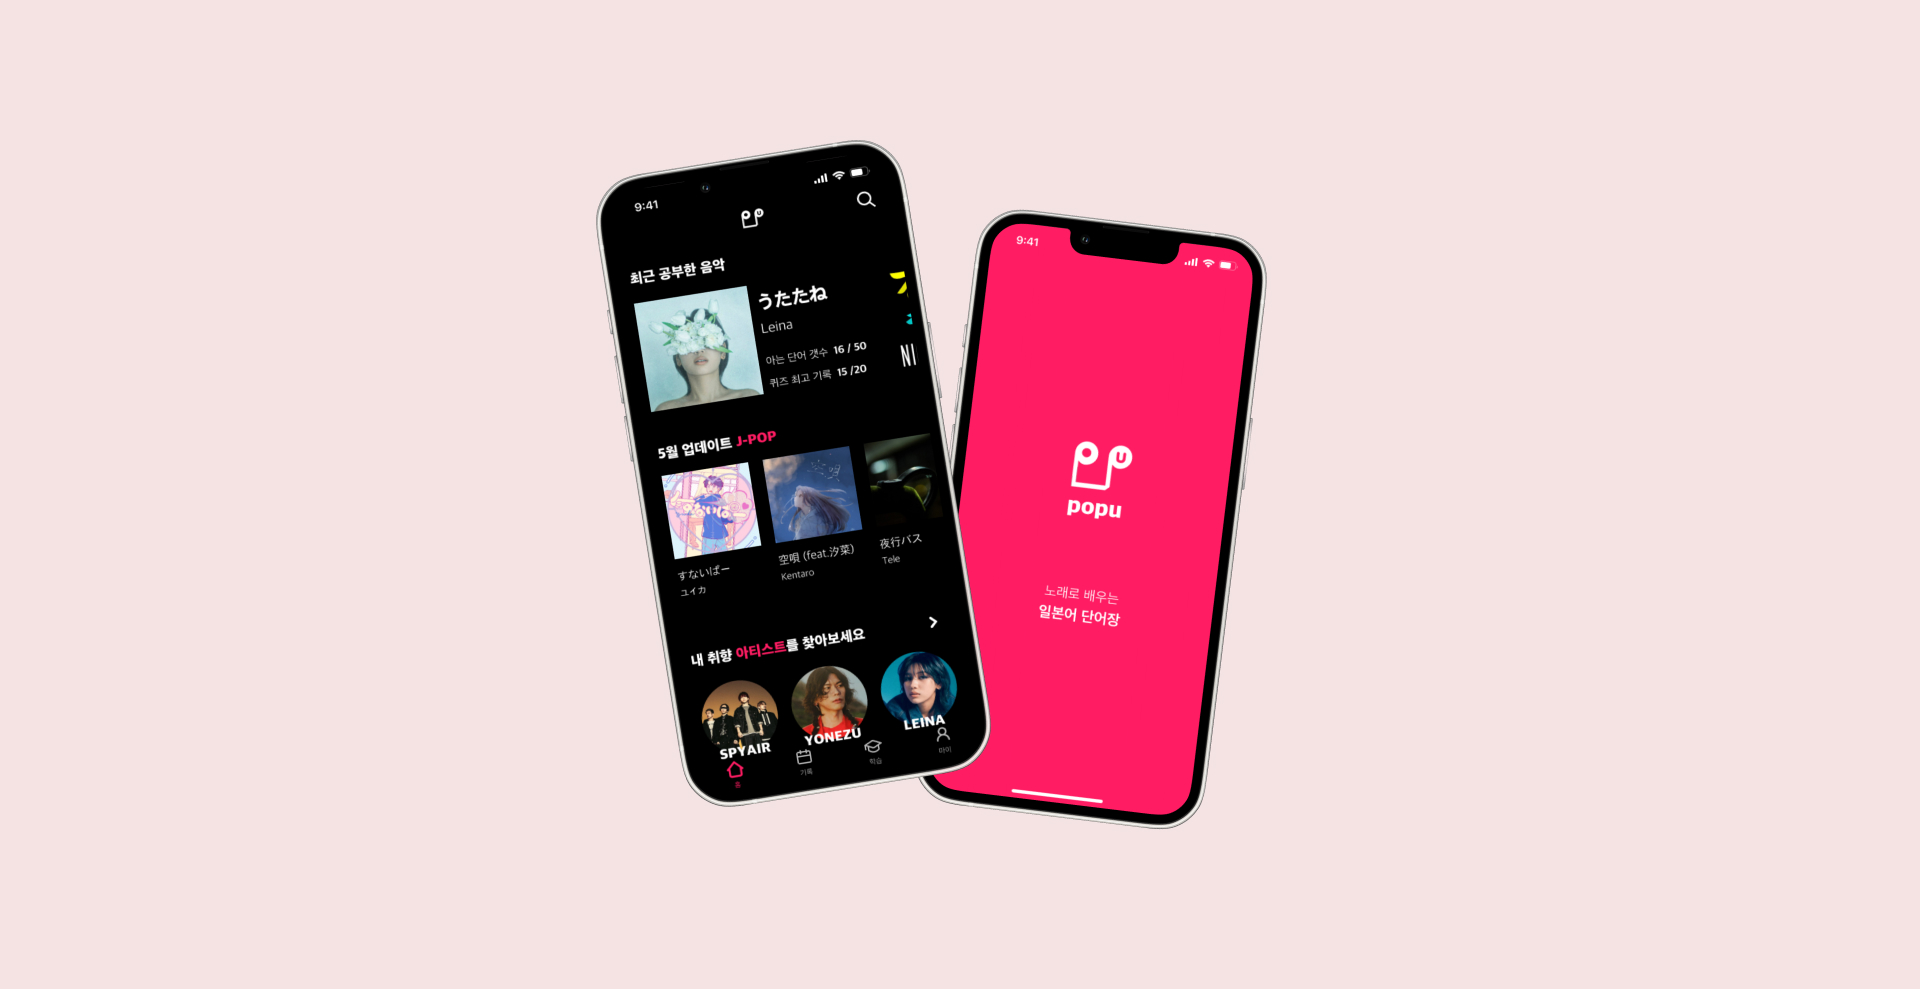 9:41
최근 공부한 음악
うたたね
Leina
아는 단어 갯수 16 / 50
퀴즈 최고 기록 15 /20
NI
5월 업데이트 J-POP
すないぱー
ユイカ
空唄 (feat.汐菜)
Kentaro
夜行バス
Tele
내 취향 아티스트를 찾아보세요
SPYAIR
YONEZU
LEINA
홈
기록
학습
마이
9:41
U
popu
노래로 배우는
일본어 단어장